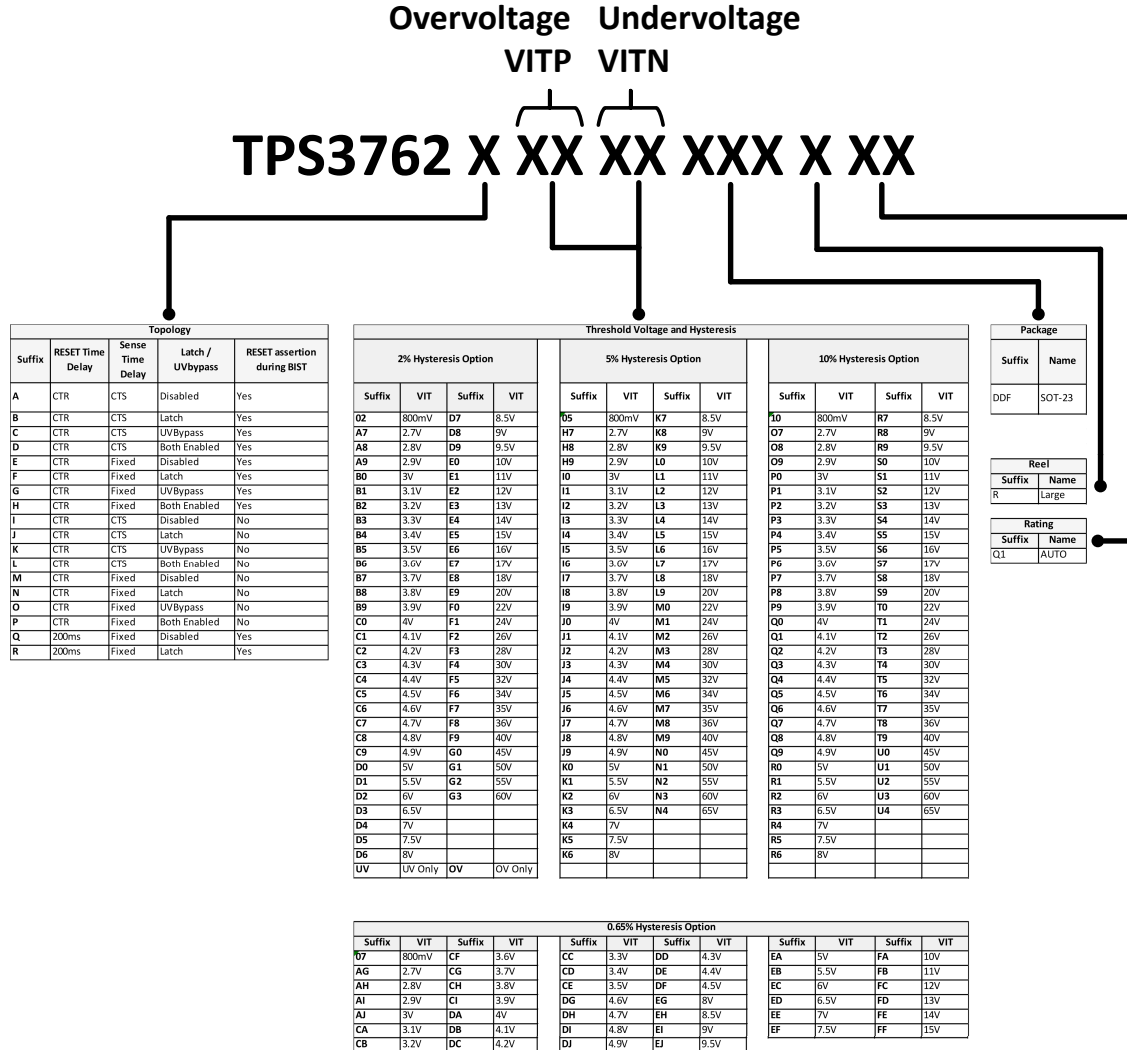 Overvoltage Undervoltage
VITP VITN
TPS3762 X XX XX XXX X XX
Topology
Suffix RESET Time Delay Sense Time Delay Latch / UVbypass RESET assertion during BIST
A CTR CTS Disabled Yes
B CTR CTS Latch Yes
C CTR CTS UVBypass Yes
D CTR CTS Both Enabled Yes
E CTR Fixed Disabled Yes
F CTR Fixed Latch Yes
G CTR Fixed UVBypass Yes
H CTR Fixed Both Enabled Yes
I CTR CTS Disabled No
J CTR CTS Latch No
K CTR CTS UVBypass No
L CTR CTS Both Enabled No
M CTR Fixed Disabled No
N CTR Fixed Latch No
O CTR Fixed UVBypass No
P CTR Fixed Both Enabled No
Q 200ms Fixed Disabled Yes
R 200ms Fixed Latch Yes
Threshold Voltage and Hysteresis
2% Hysteresis Option
Suffix VIT Suffix VIT
02 800mV D7 8.5V
A7 2.7V D8 9V
A8 2.8V D9 9.5V
A9 2.9V E0 10V
B0 3V E1 11V
B1 3.1V E2 12V
B2 3.2V E3 13V
B3 3.3V E4 14V
B4 3.4V E5 15V
B5 3.5V E6 16V
B6 3.6V E7 17V
B7 3.7V E8 18V
B8 3.8V E9 20V
B9 3.9V F0 22V
C0 4V F1 24V
C1 4.1V F2 26V
C2 4.2V F3 28V
C3 4.3V F4 30V
C4 4.4V F5 32V
C5 4.5V F6 34V
C6 4.6V F7 35V
C7 4.7V F8 36V
C8 4.8V F9 40V
C9 4.9V G0 45V
D0 5V G1 50V
D1 5.5V G2 55V
D2 6V G3 60V
D3 6.5V
D4 7V
D5 7.5V
D6 8V
UV UV Only OV OV Only
5% Hysteresis Option
Suffix VIT Suffix VIT
05 800mV K7 8.5V
H7 2.7V K8 9V
H8 2.8V K9 9.5V
H9 2.9V L0 10V
I0 3V L1 11V
I1 3.1V L2 12V
I2 3.2V L3 13V
I3 3.3V L4 14V
I4 3.4V L5 15V
I5 3.5V L6 16V
I6 3.6V L7 17V
I7 3.7V L8 18V
I8 3.8V L9 20V
I9 3.9V M0 22V
J0 4V M1 24V
J1 4.1V M2 26V
J2 4.2V M3 28V
J3 4.3V M4 30V
J4 4.4V M5 32V
J5 4.5V M6 34V
J6 4.6V M7 35V
J7 4.7V M8 36V
J8 4.8V M9 40V
J9 4.9V N0 45V
K0 5V N1 50V
K1 5.5V N2 55V
K2 6V N3 60V
K3 6.5V N4 65V
K4 7V
K5 7.5V
K6 8V
10% Hysteresis Option
Suffix VIT Suffix VIT
10 800mV R7 8.5V
O7 2.7V R8 9V
O8 2.8V R9 9.5V
O9 2.9V S0 10V
P0 3V S1 11V
P1 3.1V S2 12V
P2 3.2V S3 13V
P3 3.3V S4 14V
P4 3.4V S5 15V
P5 3.5V S6 16V
P6 3.6V S7 17V
P7 3.7V S8 18V
P8 3.8V S9 20V
P9 3.9V T0 22V
Q0 4V T1 24V
Q1 4.1V T2 26V
Q2 4.2V T3 28V
Q3 4.3V T4 30V
Q4 4.4V T5 32V
Q5 4.5V T6 34V
Q6 4.6V T7 35V
Q7 4.7V T8 36V
Q8 4.8V T9 40V
Q9 4.9V U0 45V
R0 5V U1 50V
R1 5.5V U2 55V
R2 6V U3 60V
R3 6.5V U4 65V
R4 7V
R5 7.5V
R6 8V
Package
Suffix Name
DDF SOT-23
Reel
Suffix Name
R Large
Rating
Suffix Name
Q1 AUTO
0.65% Hysteresis Option
Suffix VIT Suffix VIT Suffix VIT Suffix VIT Suffix VIT Suffix VIT
07 800mV CF 3.6V CC 3.3V DD 4.3V EA 5V FA 10V
AG 2.7V CG 3.7V CD 3.4V DE 4.4V EB 5.5V FB 11V
AH 2.8V CH 3.8V CE 3.5V DF 4.5V EC 6V FC 12V
AI 2.9V CI 3.9V DG 4.6V EG 8V ED 6.5V FD 13V
AJ 3V DA 4V DH 4.7V EH 8.5V EE 7V FE 14V
CA 3.1V DB 4.1V DI 4.8V EI 9V EF 7.5V FF 15V
CB 3.2V DC 4.2V DJ 4.9V EJ 9.5V